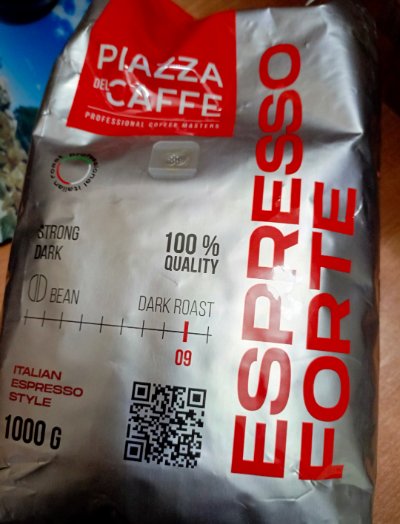 PIAZZA
DEL CAFFÉ
PROFESSIONAL COFFEE MASTERS
STRONG
DARK
100 %
QUALITY
BEAN
DARK ROAST
09
ITALIAN
ESPRESSO
STYLE
1000 G
ESPRESSO
FORTE